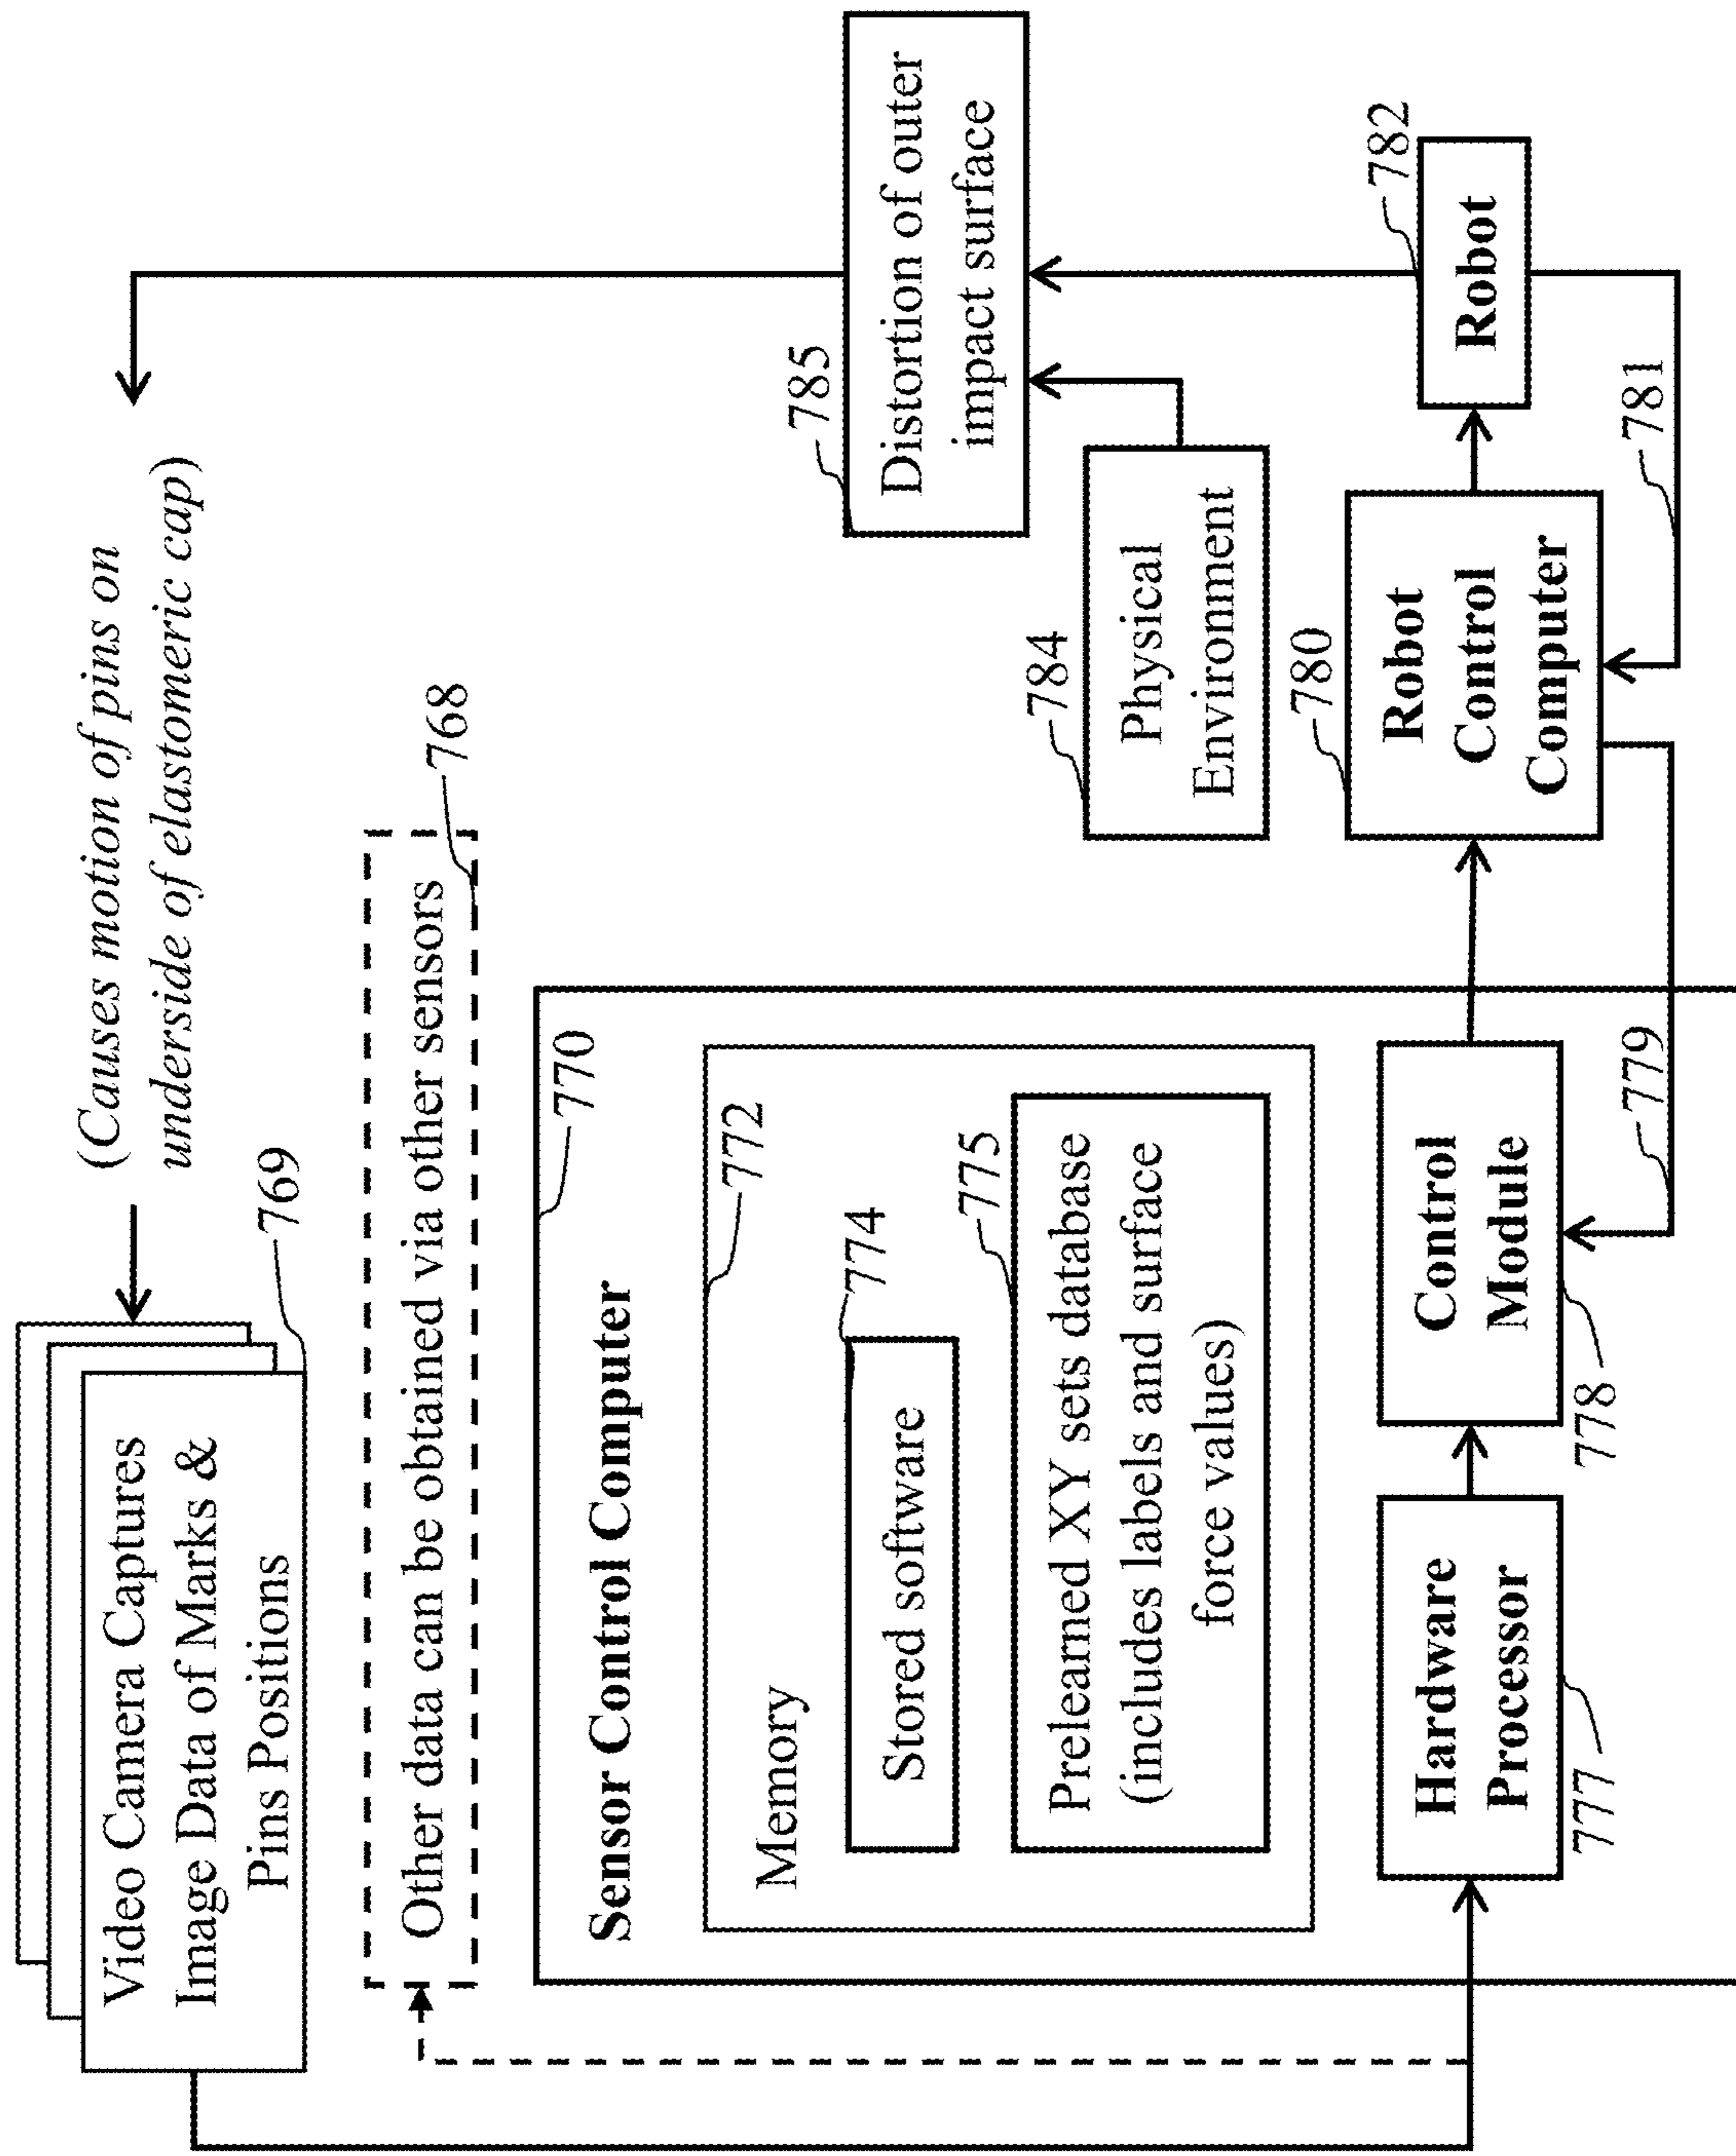 Video Camera Captures
Image Data of Marks &
Pins Positions
769
(Causes motion of pins on
underside of elastomeric cap)
Other data can be obtained via other sensors
768
770
Sensor Control Computer
772
Memory
774
Stored software
775
Prelearned XY sets database
(includes labels and surface
force values)
Hardware
Processor
777
Control
Module
778
779
780
Robot
Control
Computer
781
782
Robot
784
Physical
Environment
785
Distortion of outer
impact surface